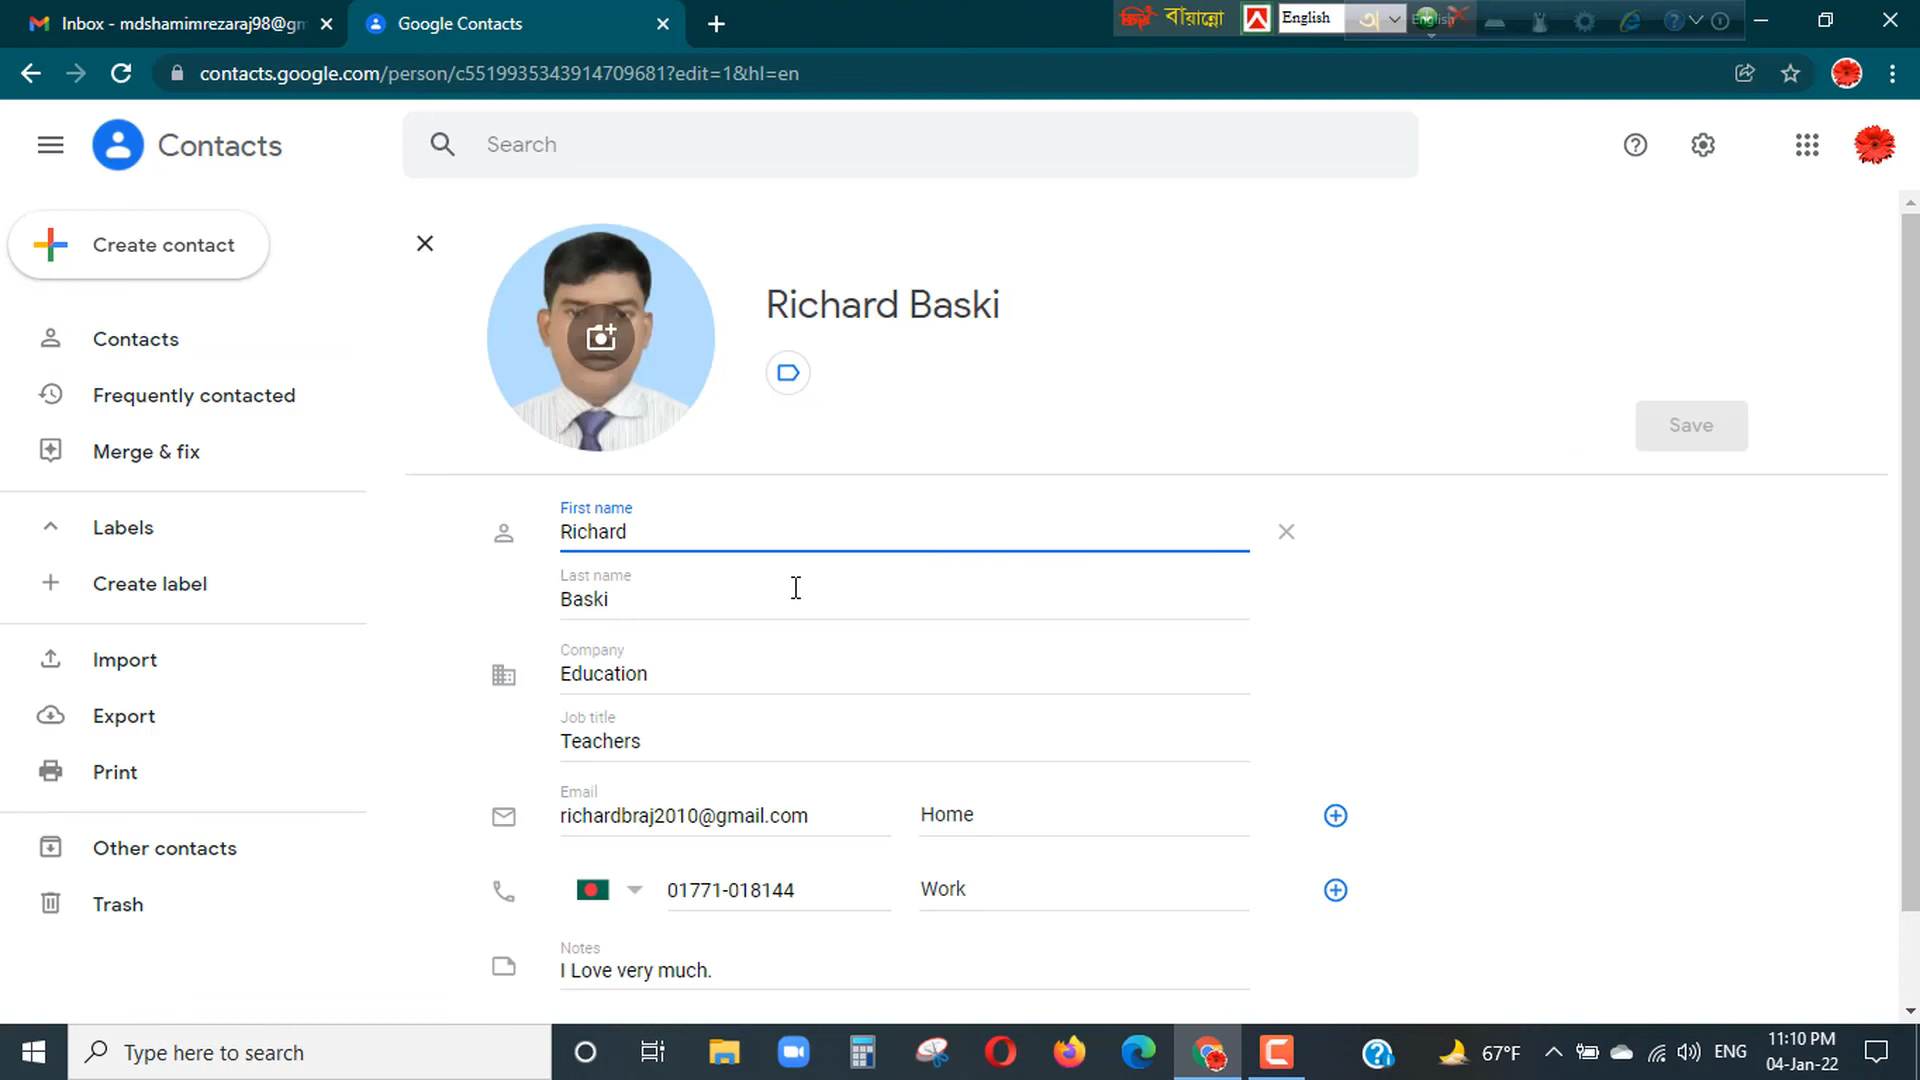 Inbox - mdshamimrezaraj98@gm
Google Contacts
বায়ান্নো
English
English
contacts.google.com/person/c5519935343914709681?edit=1&hl=en
Contacts
Search
Create contact
Richard Baski
Contacts
Frequently contacted
Merge & fix
Save
Labels
Create label
Import
Export
Print
Other contacts
Trash
First name
Richard
Last name
Baski
Company
Education
Job title
Teachers
Email
richardbraj2010@gmail.com
Home
01771-018144
Work
Notes
I Love very much.
Type here to search
67°F
ENG
11:10 PM
04-Jan-22